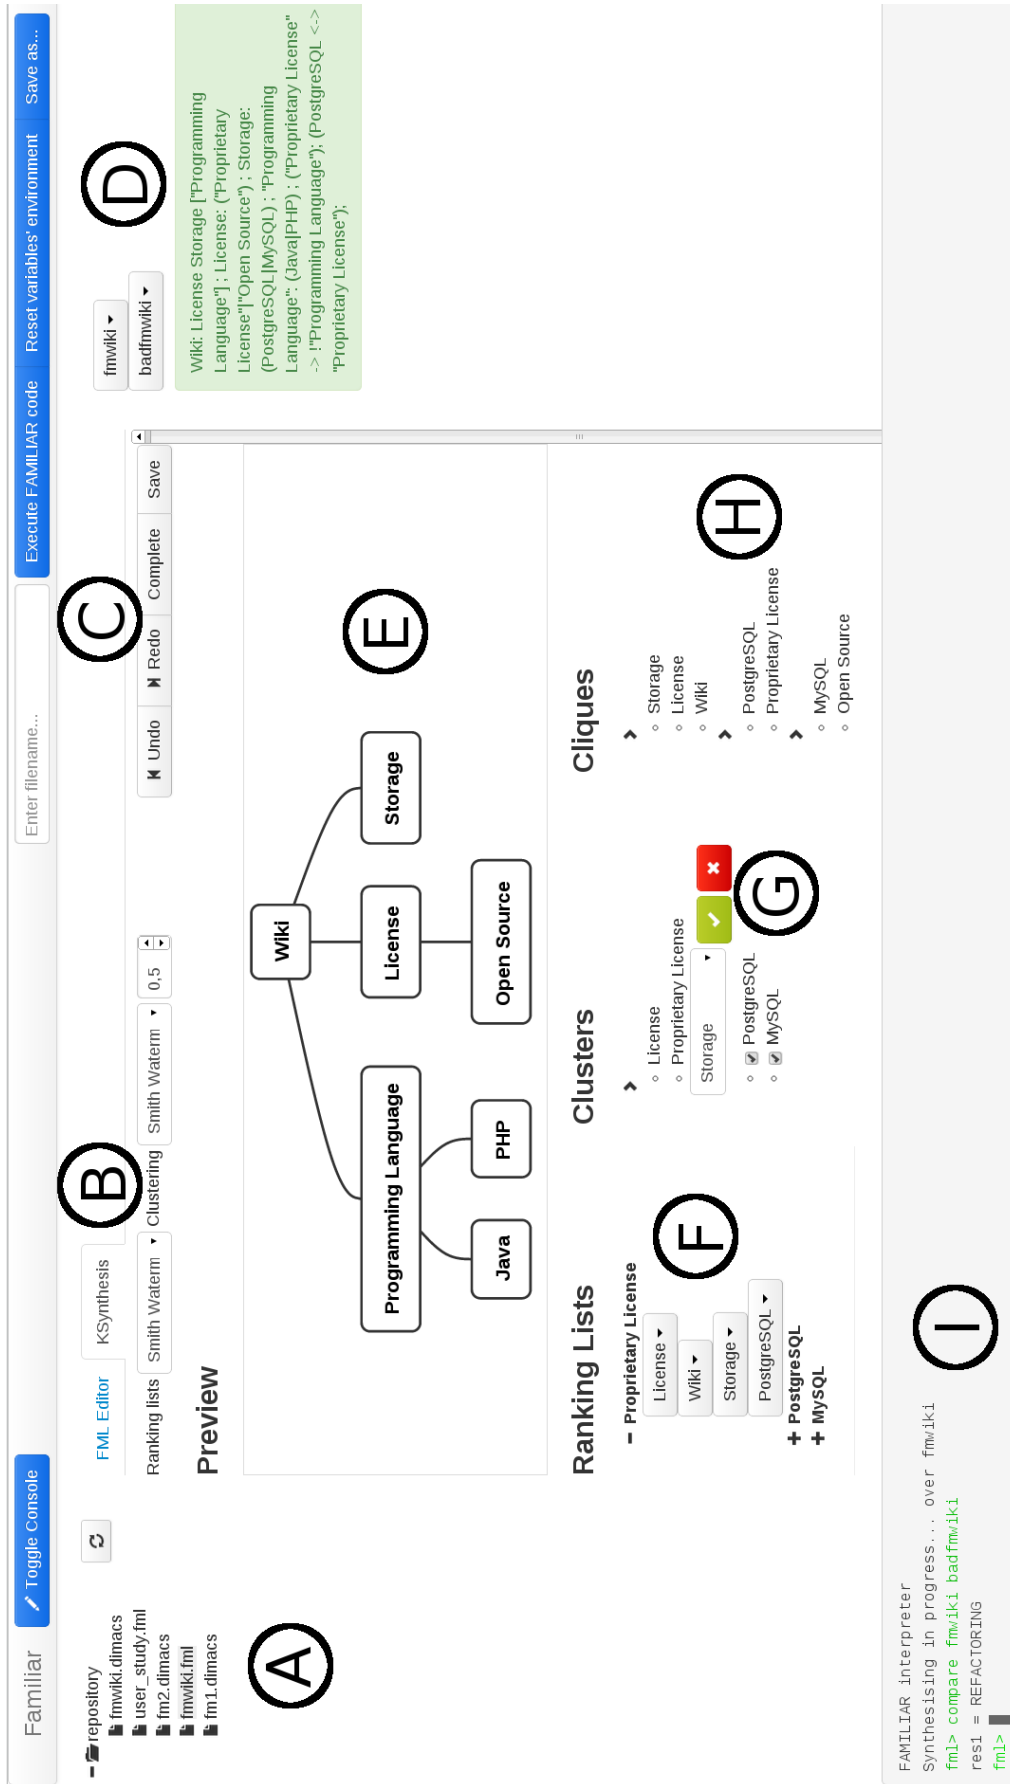 Familiar
Toggle Console
Enter filename...
Execute FAMILIAR code
Reset variables' environment
Save as...
repository
fmwiki.dimacs
user_study.fml
fm2.dimacs
fmwiki.fml
fm1.dimacs
A
FML Editor
KSynthesis
B
C
Ranking lists
Smith Waterm
Clustering
Smith Waterm
0,5
Undo
Redo
Complete
Save
Preview
Wiki
Programming Language
License
Storage
Java
PHP
Open Source
E
Ranking Lists
Proprietary License
License
Wiki
Storage
PostgreSQL
PostgreSQL
MySQL
F
Clusters
License
Proprietary License
Storage
PostgreSQL
MySQL
G
Cliques
Storage
License
Wiki
PostgreSQL
Proprietary License
MySQL
Open Source
H
fmwiki
badfmwiki
D
Wiki: License Storage ["Programming
Language"] ; License: ("Proprietary
License"|"Open Source") ; Storage:
(PostgreSQL|MySQL) ; "Programming
Language": (Java|PHP) ; ("Proprietary License"
-> !"Programming Language"); (PostgreSQL <->
"Proprietary License");
FAMILIAR interpreter
Synthesising in progress... over fmwiki
fml> compare fmwiki badfmwiki
res1 = REFACTORING
fml>
I